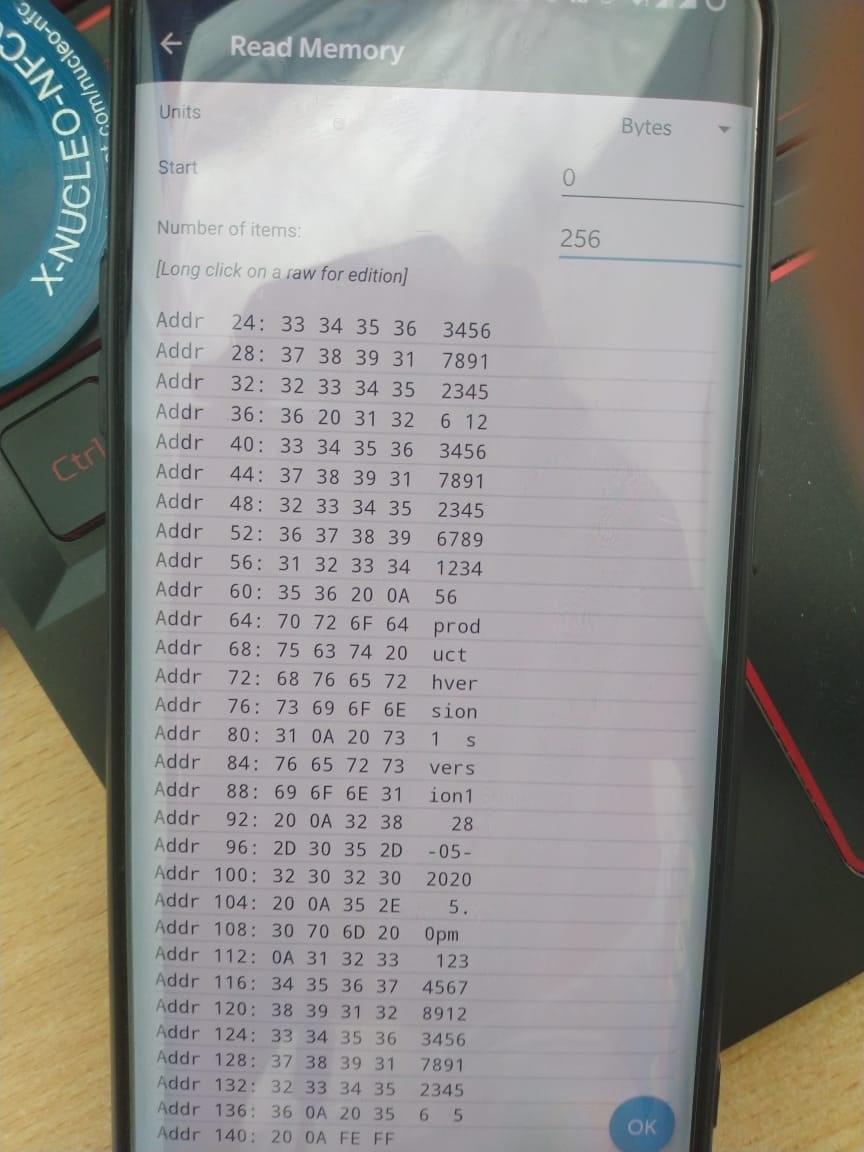 X-NUCLEO-NFC
com/nucleo-nfc
Ctrl
Read Memory
Units
Bytes
Start
0
Number of items:
256
[Long click on a raw for edition]
Addr 24: 33 34 35 36 3456
Addr 28: 37 38 39 31 7891
Addr 32: 32 33 34 35 2345
Addr 36: 36 20 31 32 6 12
Addr 40: 33 34 35 36 3456
Addr 44: 37 38 39 31 7891
Addr 48: 32 33 34 35 2345
Addr 52: 36 37 38 39 6789
Addr 56: 31 32 33 34 1234
Addr 60: 35 36 20 0A 56
Addr 64: 70 72 6F 64 prod
Addr 68: 75 63 74 20 uct
Addr 72: 68 76 65 72 hver
Addr 76: 73 69 6F 6E sion
Addr 80: 31 0A 20 73 1 s
Addr 84: 76 65 72 73 vers
Addr 88: 69 6F 6E 31 ion1
Addr 92: 20 0A 32 38 28
Addr 96: 2D 30 35 2D -05-
Addr 100: 32 30 32 30 2020
Addr 104: 20 0A 35 2E 5.
Addr 108: 30 70 6D 20 0pm
Addr 112: 0A 31 32 33 123
Addr 116: 34 35 36 37 4567
Addr 120: 38 39 31 32 8912
Addr 124: 33 34 35 36 3456
Addr 128: 37 38 39 31 7891
Addr 132: 32 33 34 35 2345
Addr 136: 36 0A 20 35 6 5
Addr 140: 20 0A FE FF
OK